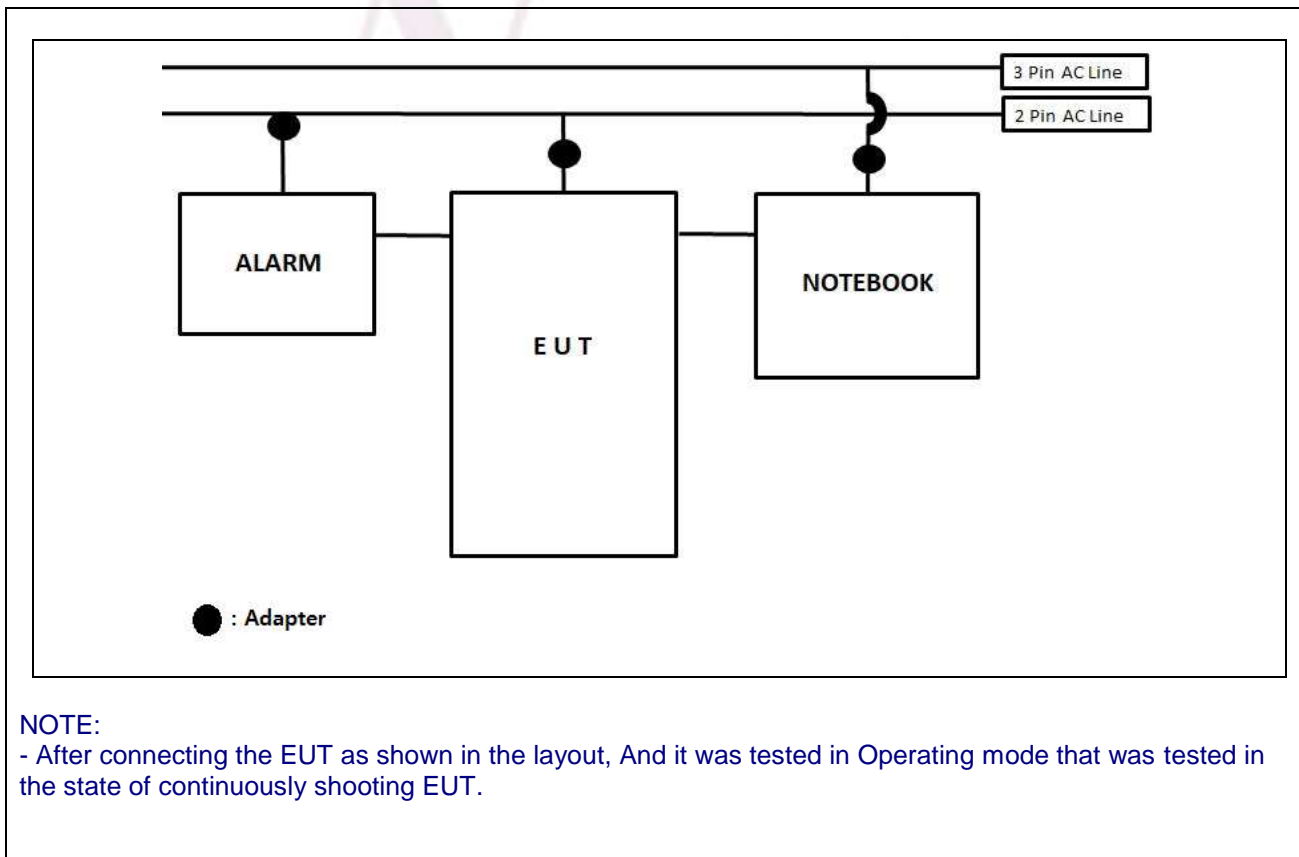 3 Pin AC Line
2 Pin AC Line
ALARM
E U T
NOTEBOOK
: Adapter
NOTE:
- After connecting the EUT as shown in the layout, And it was tested in Operating mode that was tested in
the state of continuously shooting EUT.